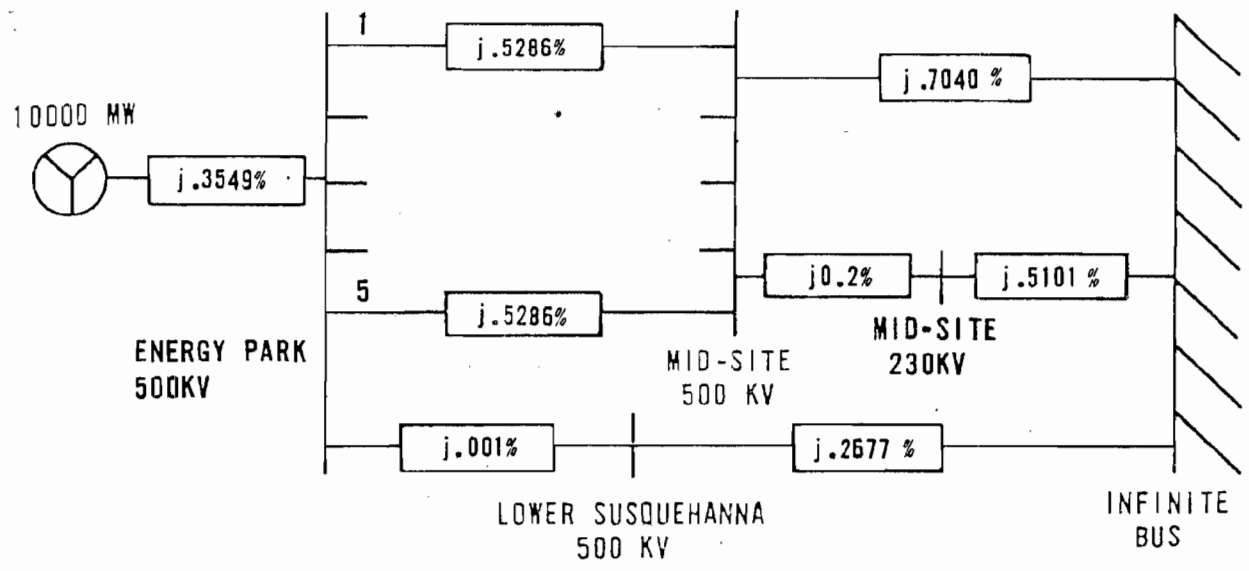 1
j.5286%
j.7040 %
10000 MW
j.3549%
5
j.5286%
j0.2%
j.5101 %
MID-SITE
230KV
ENERGY PARK
500KV
MID-SITE
500 KV
j.001%
j.2677 %
LOWER SUSQUEHANNA
500 KV
INFINITE
BUS